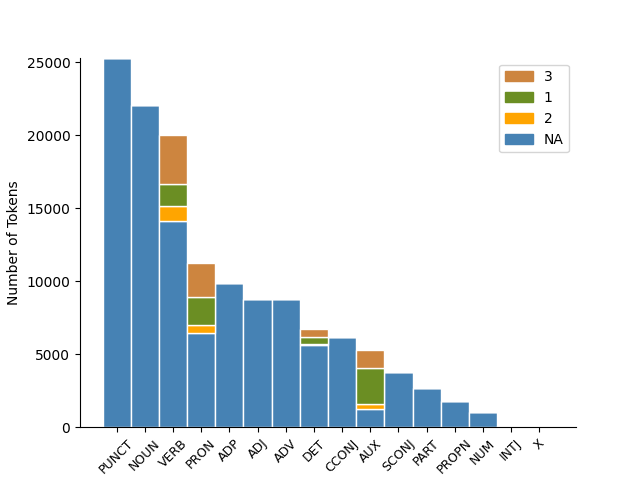 25000
20000
15000
10000
5000
0
Number of Tokens
3
1
2
NA
PUNCT
NOUN
VERB
PRON
ADP
ADJ
ADV
DET
CCONJ
AUX
SCONJ
PART
PROPN
NUM
INTJ
X